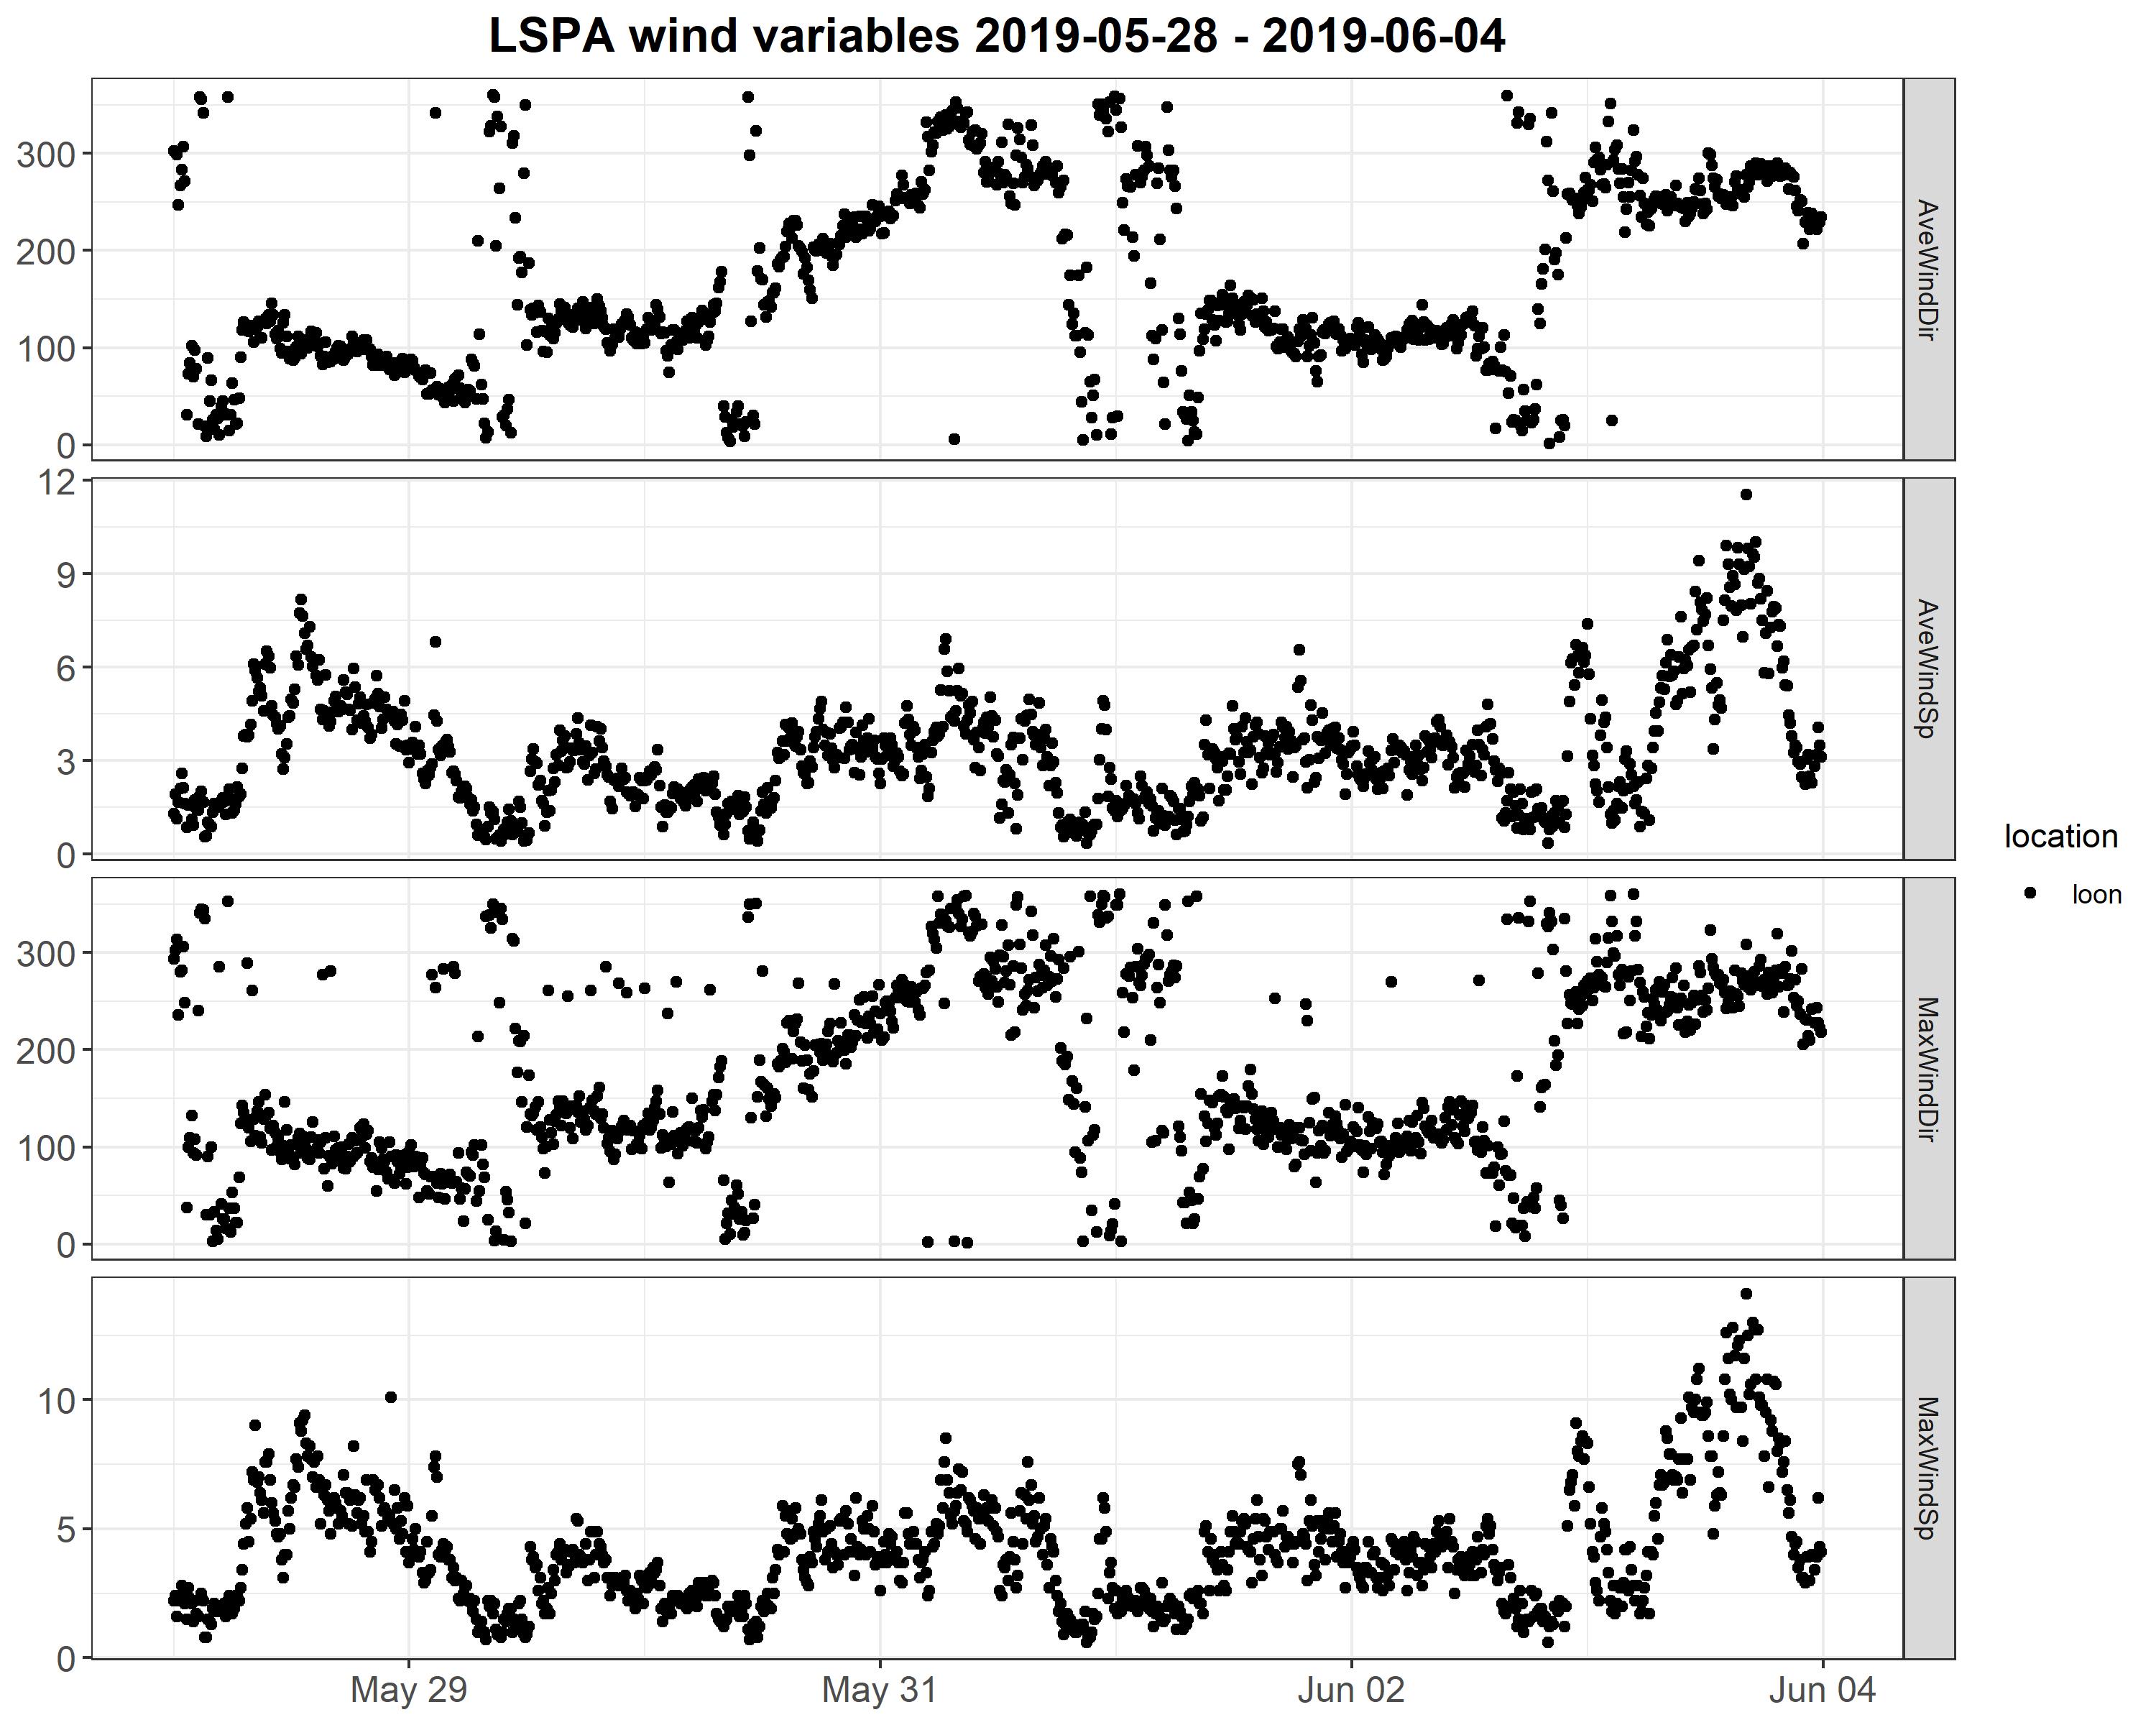 LSPA wind variables 2019-05-28 - 2019-06-04
300
200
100
0
AveWindDir
12
9
6
3
0
AveWindSp
300
200
100
0
MaxWindDir
10
5
0
MaxWindSp
May 29 May 31 Jun 02 Jun 04
location
loon